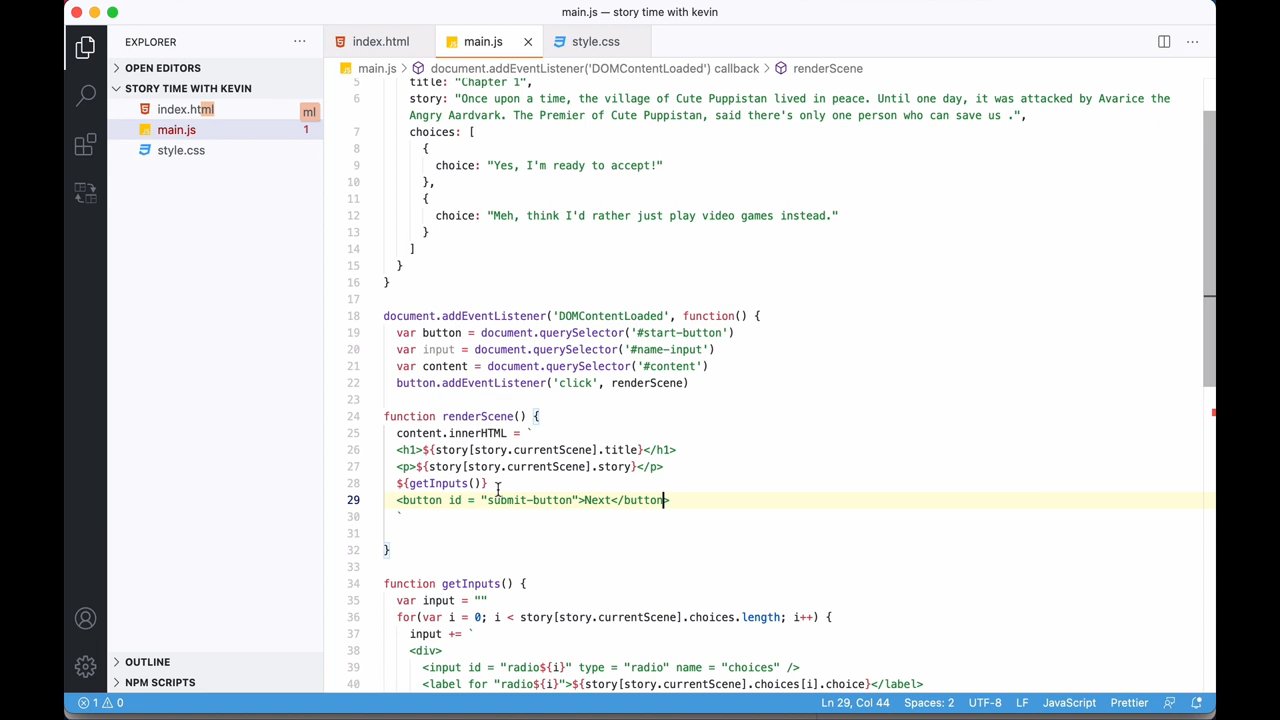 main.js — story time with kevin
EXPLORER
index.html
main.js
style.css
OPEN EDITORS
STORY TIME WITH KEVIN
index.html
ml
main.js
1
style.css
OUTLINE
NPM SCRIPTS
main.js > document.addEventListener('DOMContentLoaded') callback > renderScene
5 title: "Chapter 1",
6 story: "Once upon a time, the village of Cute Puppistan lived in peace. Until one day, it was attacked by Avarice the
Angry Aardvark. The Premier of Cute Puppistan, said there's only one person who can save us .",
7 choices: [
8 {
9 choice: "Yes, I'm ready to accept!"
10 },
11 {
12 choice: "Meh, think I'd rather just play video games instead."
13 }
14 ]
15 }
16 }
17
18 document.addEventListener('DOMContentLoaded', function() {
19 var button = document.querySelector('#start-button')
20 var input = document.querySelector('#name-input')
21 var content = document.querySelector('#content')
22 button.addEventListener('click', renderScene)
23
24 function renderScene() {
25 content.innerHTML = `
26 <h1>${story[story.currentScene].title}</h1>
27 <p>${story[story.currentScene].story}</p>
28 ${getInputs()}
29 <button id = "submit-button">Next</button>
30 `
31
32 }
33
34 function getInputs() {
35 var input = ""
36 for(var i = 0; i < story[story.currentScene].choices.length; i++) {
37 input += `
38 <div>
39 <input id = "radio${i}" type = "radio" name = "choices" />
40 <label for "radio${i}">${story[story.currentScene].choices[i].choice}</label>
1 0
Ln 29, Col 44
Spaces: 2
UTF-8
LF
JavaScript
Prettier